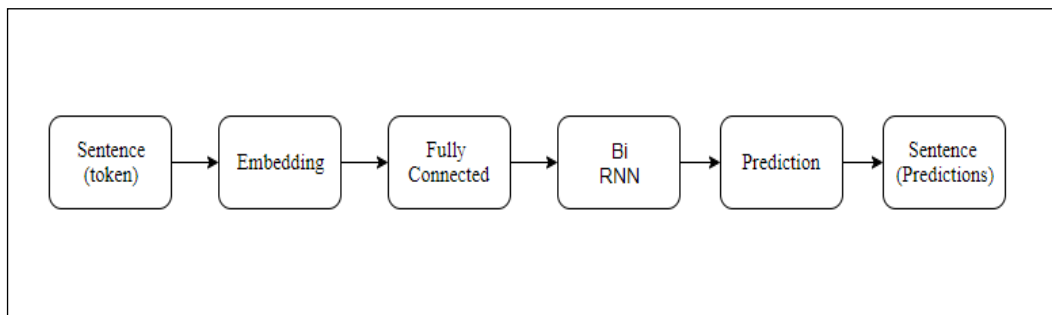 Sentence
(token)
Embedding
Fully
Connected
Bi
RNN
Prediction
Sentence
(Predictions)